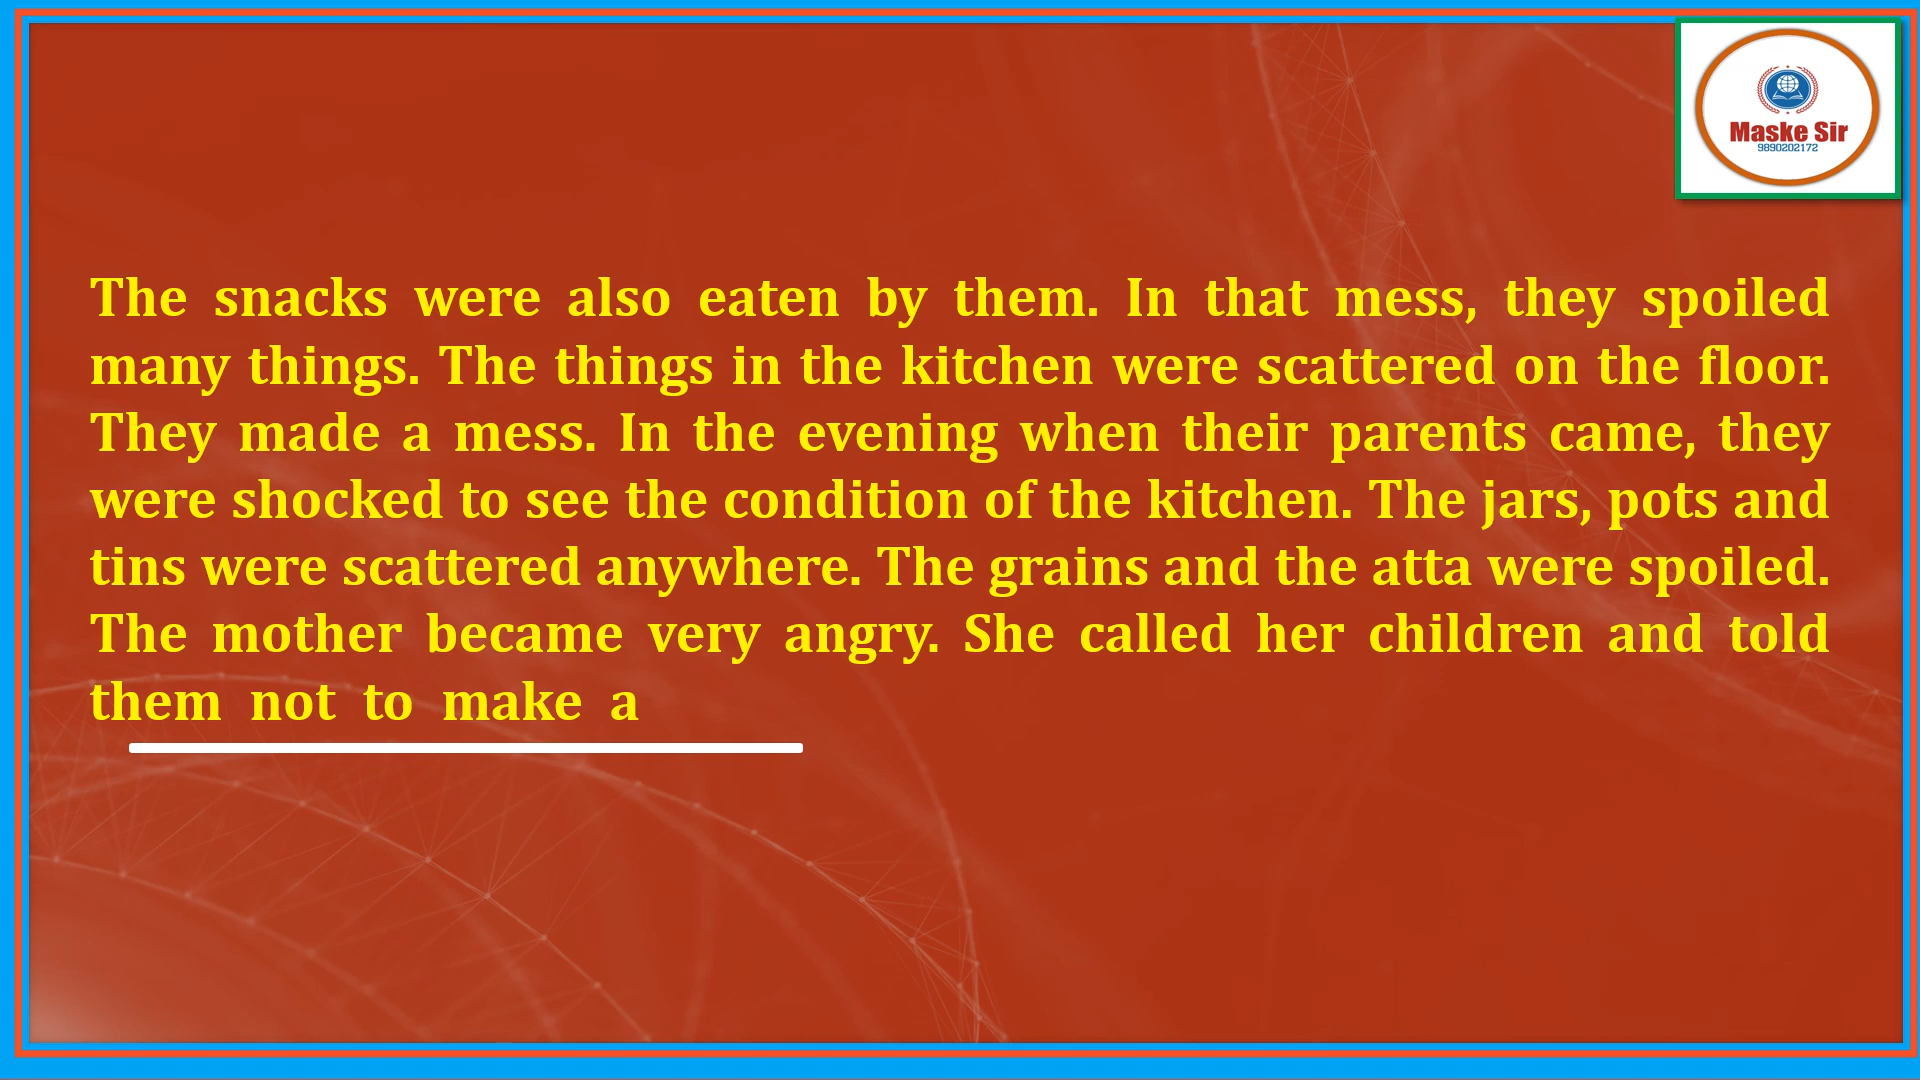 Maske Sir
9890202172
The snacks were also eaten by them. In that mess, they spoiled
many things. The things in the kitchen were scattered on the floor.
They made a mess. In the evening when their parents came, they
were shocked to see the condition of the kitchen. The jars, pots and
tins were scattered anywhere. The grains and the atta were spoiled.
The mother became very angry. She called her children and told
them not to make a